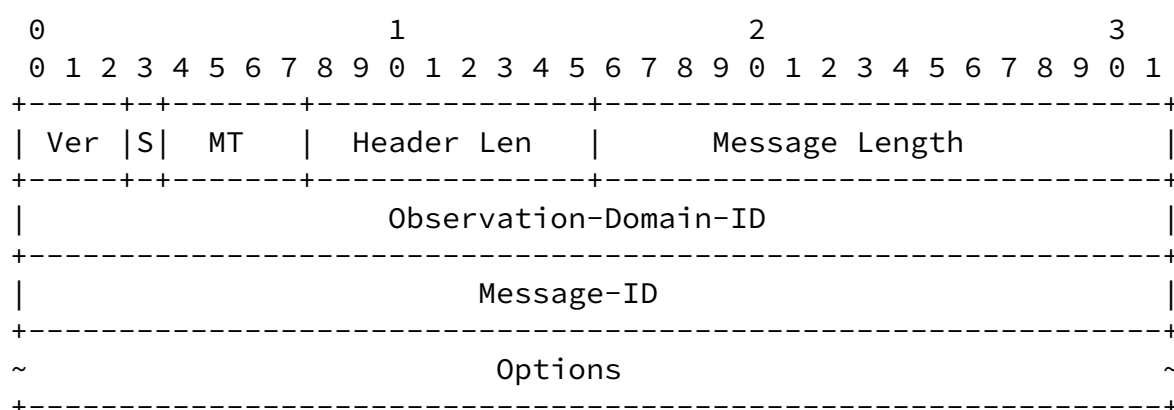 0                   1                   2                   3
 0 1 2 3 4 5 6 7 8 9 0 1 2 3 4 5 6 7 8 9 0 1 2 3 4 5 6 7 8 9 0 1
+-----+-+-------+---------------+-------------------------------+
| Ver |S|  MT   |  Header Len   |      Message Length           |
+-----+-+-------+---------------+-------------------------------+
|                    Observation-Domain-ID                      |
+---------------------------------------------------------------+
|                         Message-ID                            |
+---------------------------------------------------------------+
~                          Options                              ~
+---------------------------------------------------------------+